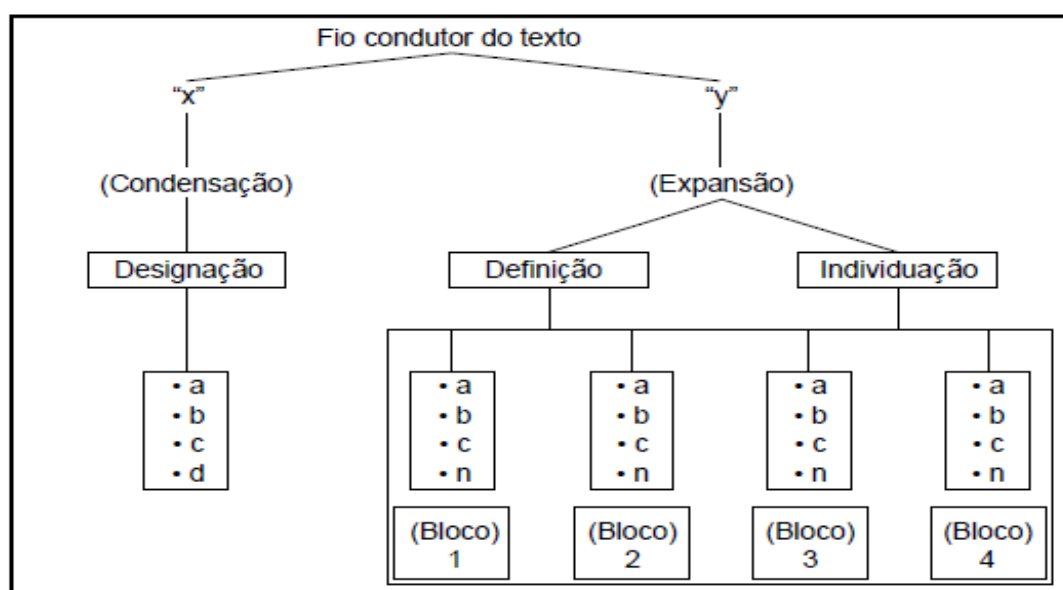 Fio condutor do texto
“x” “y”
(Condensação) (Expansão)
Designação Definição Individuação
• a • a • a • a • a
• b • b • b • b • b
• c • c • c • c • c
• d • n • n • n • n
(Bloco) (Bloco) (Bloco) (Bloco)
1 2 3 4